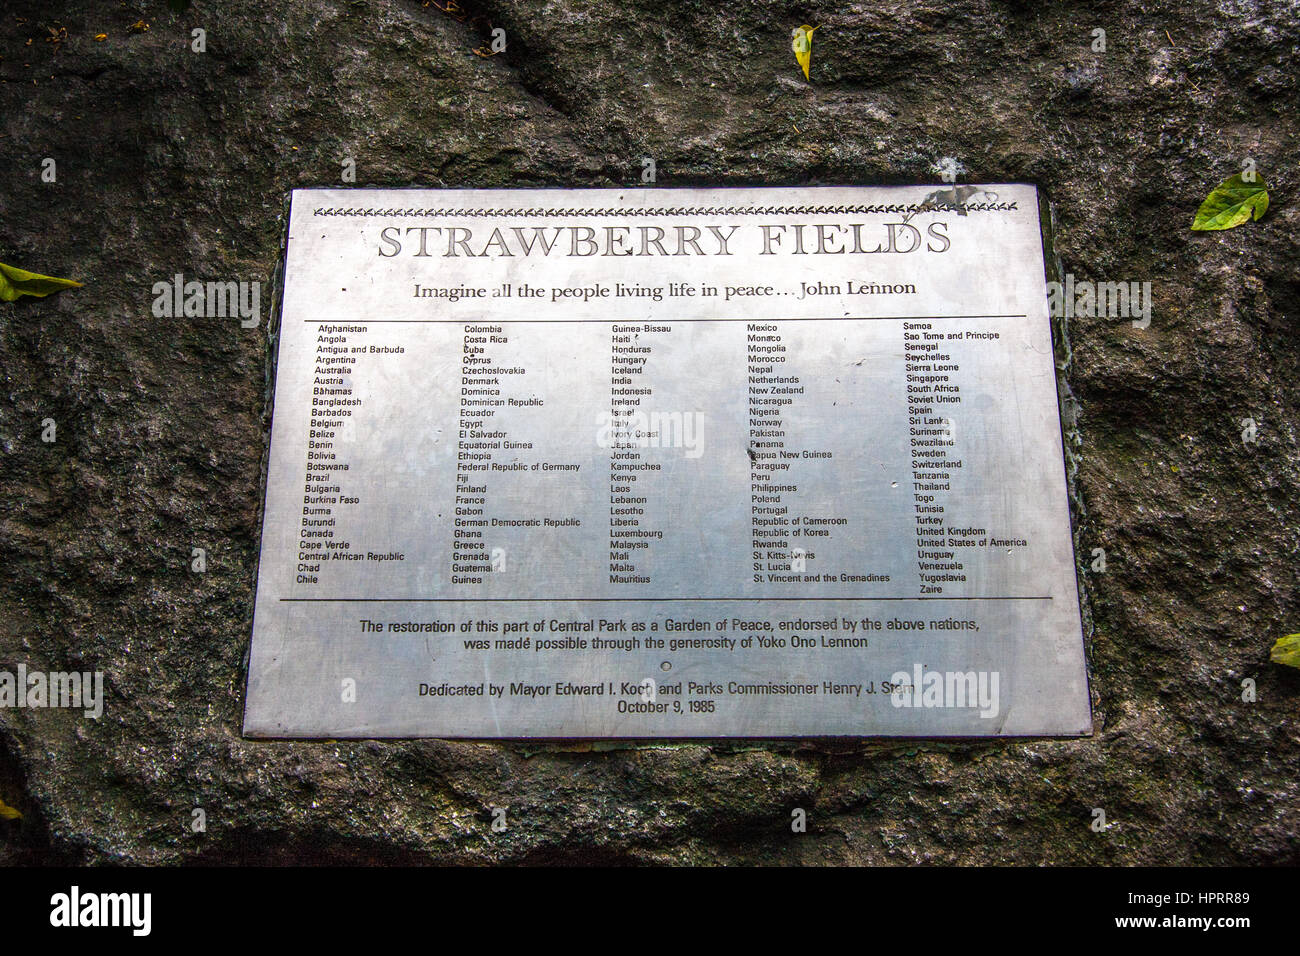 STRAWBERRY FIELDS
Imagine all the people living life in peace... John Lennon
Afghanistan
Angola
Antigua and Barbuda
Argentina
Australia
Austria
Bahamas
Bangladesh
Barbados
Belgium
Belize
Benin
Bolivia
Botswana
Brazil
Bulgaria
Burkina Faso
Burma
Burundi
Canada
Cape Verde
Central African Republic
Chad
Chile
Colombia
Costa Rica
Cuba
Cyprus
Czechoslovakia
Denmark
Dominica
Dominican Republic
Ecuador
Egypt
El Salvador
Equatorial Guinea
Ethiopia
Federal Republic of Germany
Fiji
Finland
France
Gabon
German Democratic Republic
Ghana
Greece
Grenada
Guatemala
Guinea
Guinea-Bissau
Haiti
Honduras
Hungary
Iceland
India
Indonesia
Ireland
Israel
Italy
Ivory Coast
Japan
Jordan
Kampuchea
Kenya
Laos
Lebanon
Lesotho
Liberia
Luxembourg
Malaysia
Mali
Malta
Mauritius
Mexico
Monaco
Mongolia
Morocco
Nepal
Netherlands
New Zealand
Nicaragua
Nigeria
Norway
Pakistan
Panama
Papua New Guinea
Paraguay
Peru
Philippines
Poland
Portugal
Republic of Cameroon
Republic of Korea
Rwanda
St. Kitts-Nevis
St. Lucia
St. Vincent and the Grenadines
Samoa
Sao Tome and Principe
Senegal
Seychelles
Sierra Leone
Singapore
South Africa
Soviet Union
Spain
Sri Lanka
Suriname
Swaziland
Sweden
Switzerland
Tanzania
Thailand
Togo
Tunisia
Turkey
United Kingdom
United States of America
Uruguay
Venezuela
Yugoslavia
Zaire
The restoration of this part of Central Park as a Garden of Peace, endorsed by the above nations,
was made possible through the generosity of Yoko Ono Lennon
Dedicated by Mayor Edward I. Koch and Parks Commissioner Henry J. Stern
October 9, 1985
alamy
Image ID: HPRR89
www.alamy.com